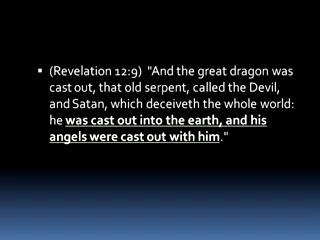 (Revelation 12:9)  "And the great dragon was
cast out, that old serpent, called the Devil,
and Satan, which deceiveth the whole world:
he was cast out into the earth, and his
angels were cast out with him."